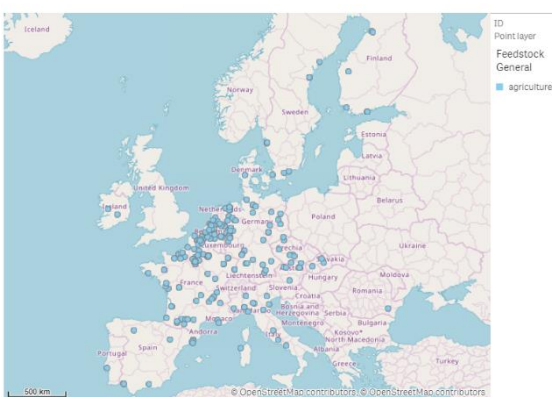 ID
Point layer
Feedstock
General
agriculture
Iceland
Finland
Norway
Sweden
Estonia
Latvia
Denmark
Lithuania
United Kingdom
Ireland
Belarus
Netherlands
Poland
Germany
Luxembourg
Czechia
Ukraine
Slovakia
Liechtenstein
Moldova
France
Switzerland
Slovenia
Hungary
Croatia
Romania
Bosnia and
Herzegovina
Serbia
Monaco
Montenegro
Kosovo*
Bulgaria
Andorra
North Macedonia
Portugal
Spain
Albania
Greece
Turkey
500 km
© OpenStreetMap contributors
© OpenStreetMap contributors